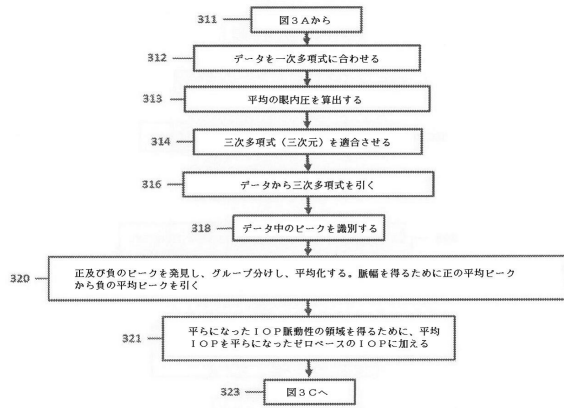 311 図3Aから
312 データを一次多項式に合わせる
313 平均の眼内圧を算出する
314 三次多項式（三次元）を適合させる
316 データから三次多項式を引く
318 データ中のピークを識別する
320 正及び負のピークを発見し、グループ分けし、平均化する。脈幅を得るために正の平均ピーク
から負の平均ピークを引く
321 平らになったＩＯＰ脈動性の領域を得るために、平均
ＩＯＰを平らになったゼロベースのＩＯＰに加える
323 図3Cへ